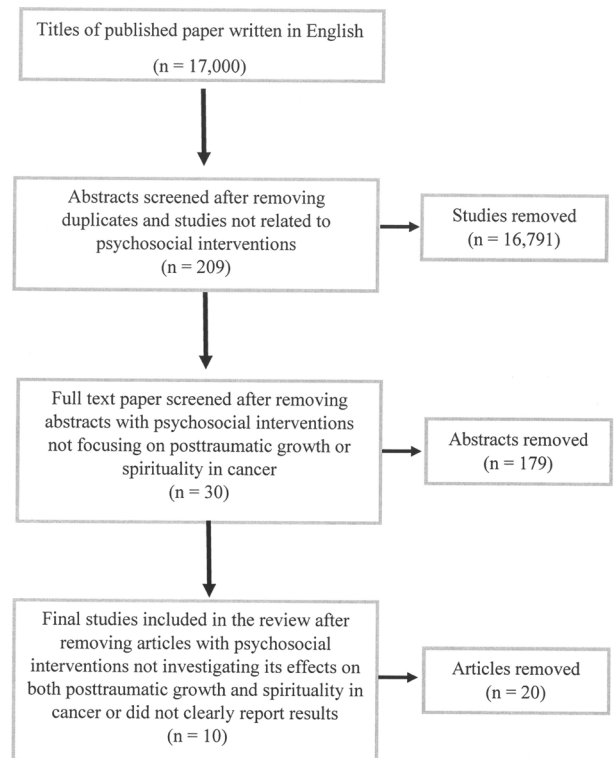 Titles of published paper written in English
(n = 17,000)
Abstracts screened after removing
duplicates and studies not related to
psychosocial interventions
(n = 209)
Studies removed
(n = 16,791)
Full text paper screened after removing
abstracts with psychosocial interventions
not focusing on posttraumatic growth or
spirituality in cancer
(n = 30)
Abstracts removed
(n = 179)
Final studies included in the review after
removing articles with psychosocial
interventions not investigating its effects on
both posttraumatic growth and spirituality in
cancer or did not clearly report results
(n = 10)
Articles removed
(n = 20)